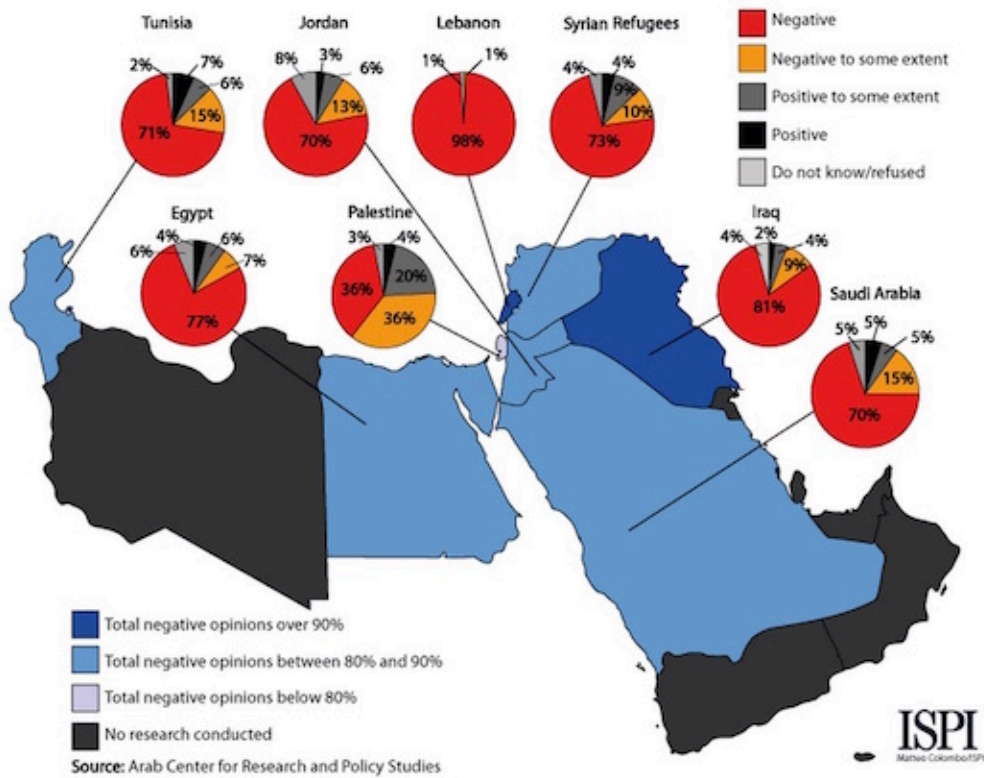 Tunisia
2%
7%
6%
15%
71%
Jordan
8%
3%
6%
13%
70%
Lebanon
1%
1%
98%
Syrian Refugees
4%
4%
9%
10%
73%
Negative
Negative to some extent
Positive to some extent
Positive
Do not know/refused
Egypt
4%
6%
6%
7%
77%
Palestine
3%
4%
20%
36%
36%
Iraq
2%
4%
4%
9%
81%
Saudi Arabia
5%
5%
5%
15%
70%
Total negative opinions over 90%
Total negative opinions between 80% and 90%
Total negative opinions below 80%
No research conducted
Source: Arab Center for Research and Policy Studies
ISPI
Matteo Colombo/ISPI